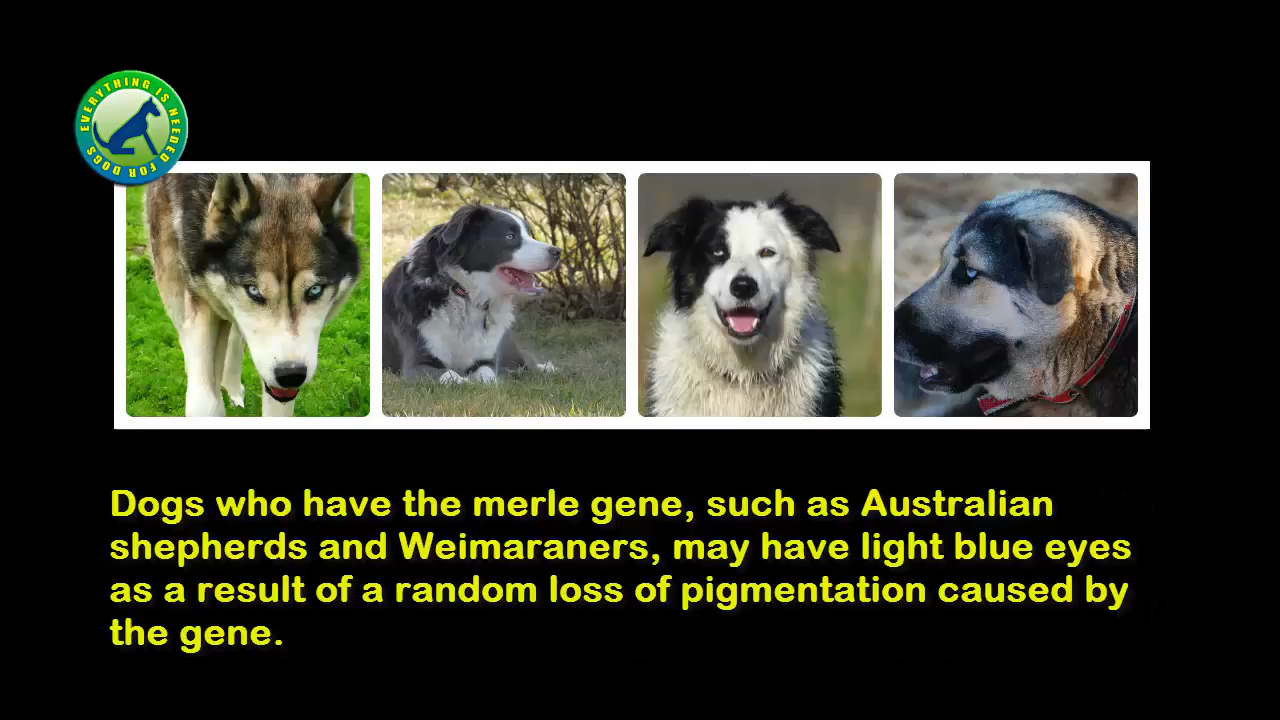 EVERYTHING IS NEEDED FOR DOGS
Dogs who have the merle gene, such as Australian
shepherds and Weimaraners, may have light blue eyes
as a result of a random loss of pigmentation caused by
the gene.